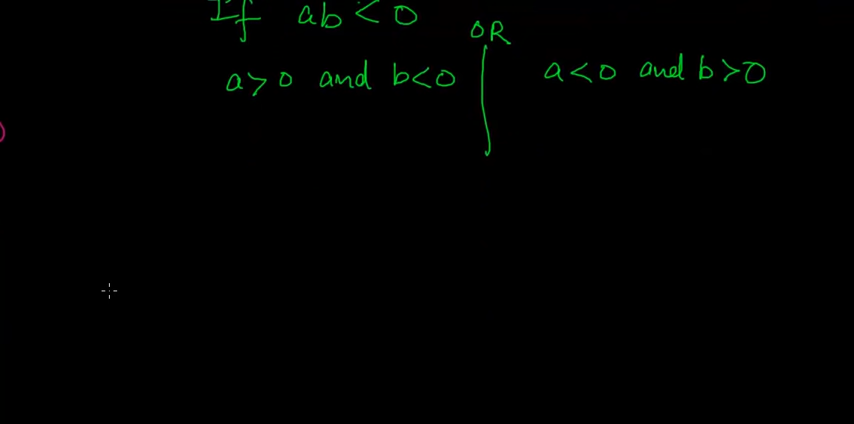 If ab < 0
OR
a > 0 and b < 0
a < 0 and b > 0